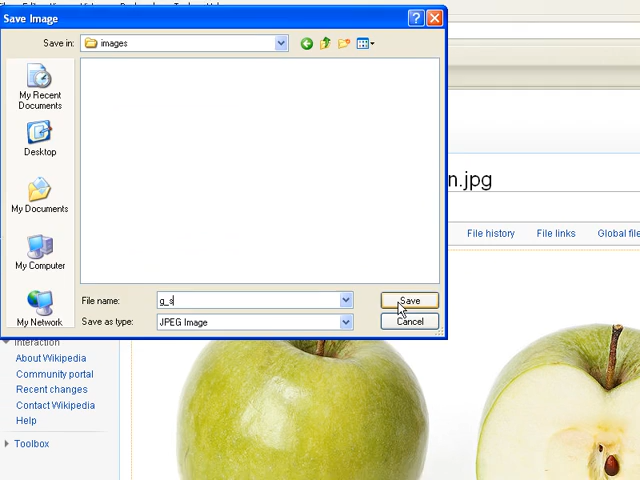 Save Image
Save in:
images
My Recent
Documents
Desktop
My Documents
My Computer
My Network
File name:
g_s
Save
Save as type:
JPEG Image
Cancel
n.jpg
File history
File links
Global file
Interaction
About Wikipedia
Community portal
Recent changes
Contact Wikipedia
Help
Toolbox